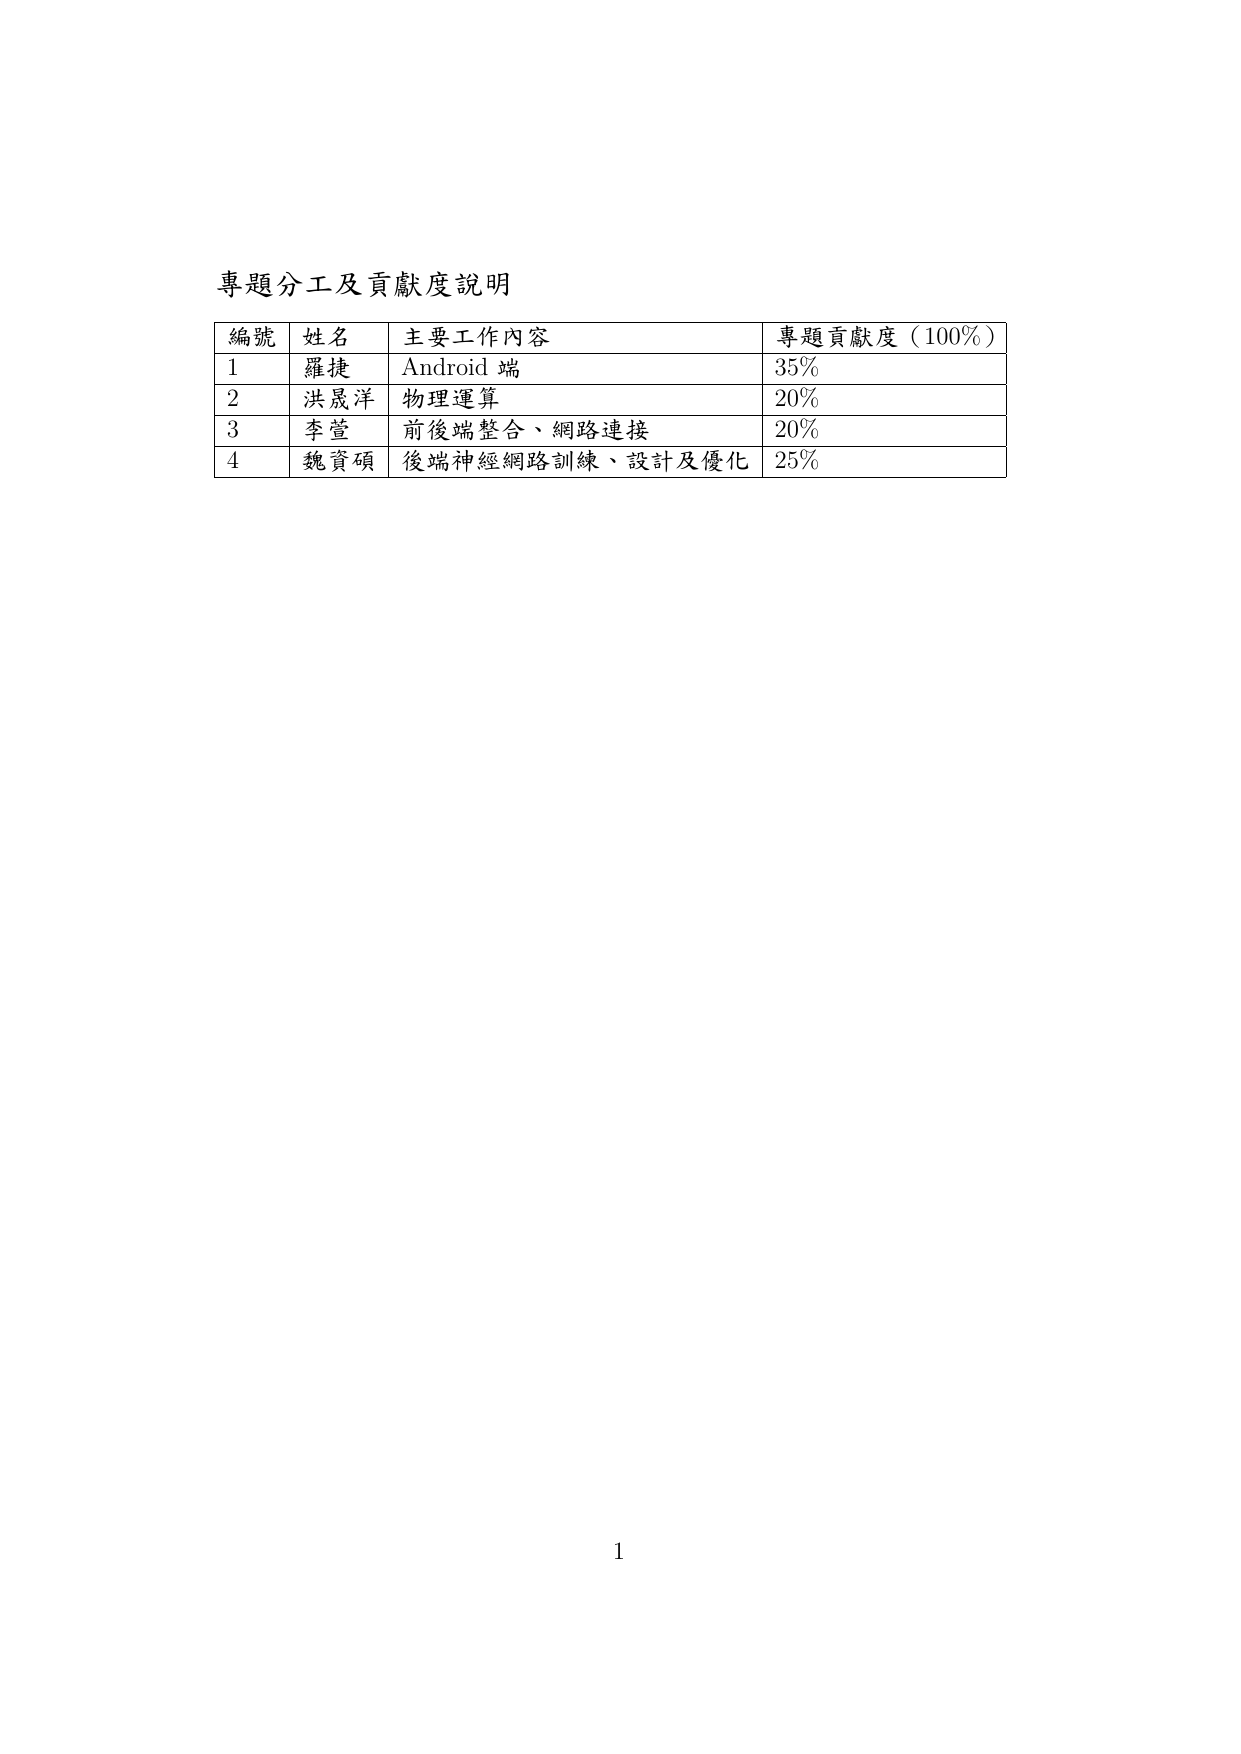 專題分工及貢獻度說明
編號 姓名 主要工作內容 專題貢獻度（100%）
1 羅捷 Android 端 35%
2 洪晟洋 物理運算 20%
3 李萱 前後端整合、網路連接 20%
4 魏資碩 後端神經網路訓練、設計及優化 25%
1